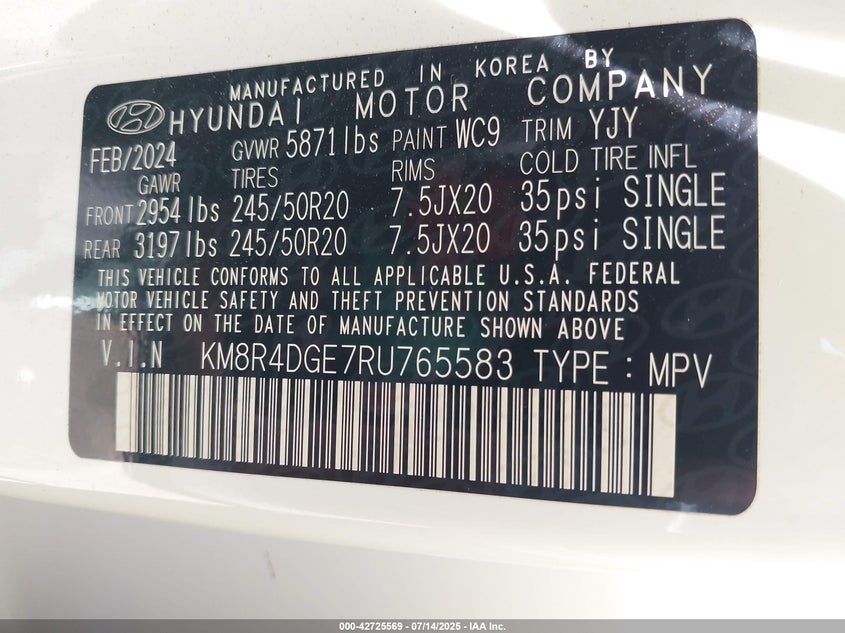 MANUFACTURED IN KOREA BY
HYUNDAI MOTOR COMPANY
FEB/2024 GVWR 5871lbs PAINT WC9 TRIM YJY
GAWR TIRES RIMS COLD TIRE INFL
FRONT 2954lbs 245/50R20 7.5JX20 35psi SINGLE
REAR 3197lbs 245/50R20 7.5JX20 35psi SINGLE
THIS VEHICLE CONFORMS TO ALL APPLICABLE U.S.A. FEDERAL
MOTOR VEHICLE SAFETY AND THEFT PREVENTION STANDARDS
IN EFFECT ON THE DATE OF MANUFACTURE SHOWN ABOVE
V.I.N KM8R4DGE7RU765583 TYPE : MPV
000-42725569 - 07/14/2025 - IAA Inc.